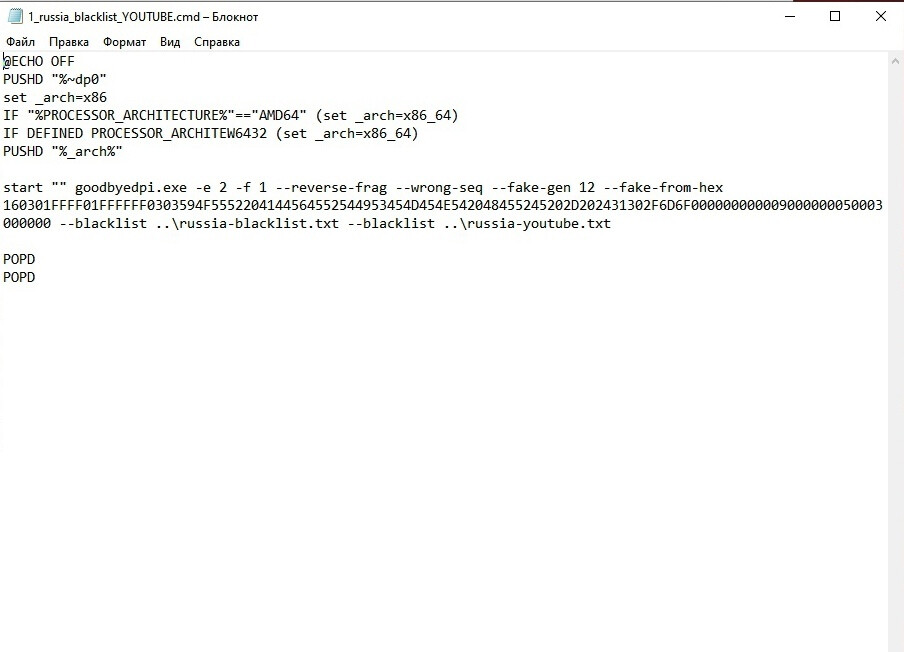 1_russia_blacklist_YOUTUBE.cmd – Блокнот
Файл Правка Формат Вид Справка
@ECHO OFF
PUSHD "%~dp0"
set _arch=x86
IF "%PROCESSOR_ARCHITECTURE%"=="AMD64" (set _arch=x86_64)
IF DEFINED PROCESSOR_ARCHITEW6432 (set _arch=x86_64)
PUSHD "%_arch%"
start "" goodbyedpi.exe -e 2 -f 1 --reverse-frag --wrong-seq --fake-gen 12 --fake-from-hex
160301FFFF01FFFFFF0303594F5552204144564552544953454D454E542048455245202D202431302F6D6F000000000009000000050003
000000 --blacklist ..\russia-blacklist.txt --blacklist ..\russia-youtube.txt
POPD
POPD